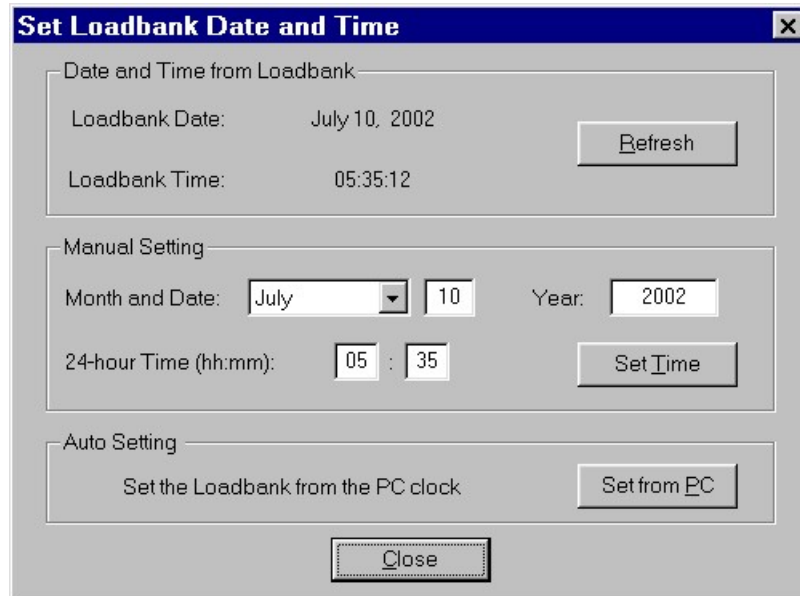 Set Loadbank Date and Time
Date and Time from Loadbank
Loadbank Date: July 10, 2002
Refresh
Loadbank Time: 05:35:12
Manual Setting
Month and Date: July 10 Year: 2002
24-hour Time (hh:mm): 05 : 35 Set Time
Auto Setting
Set the Loadbank from the PC clock Set from PC
Close